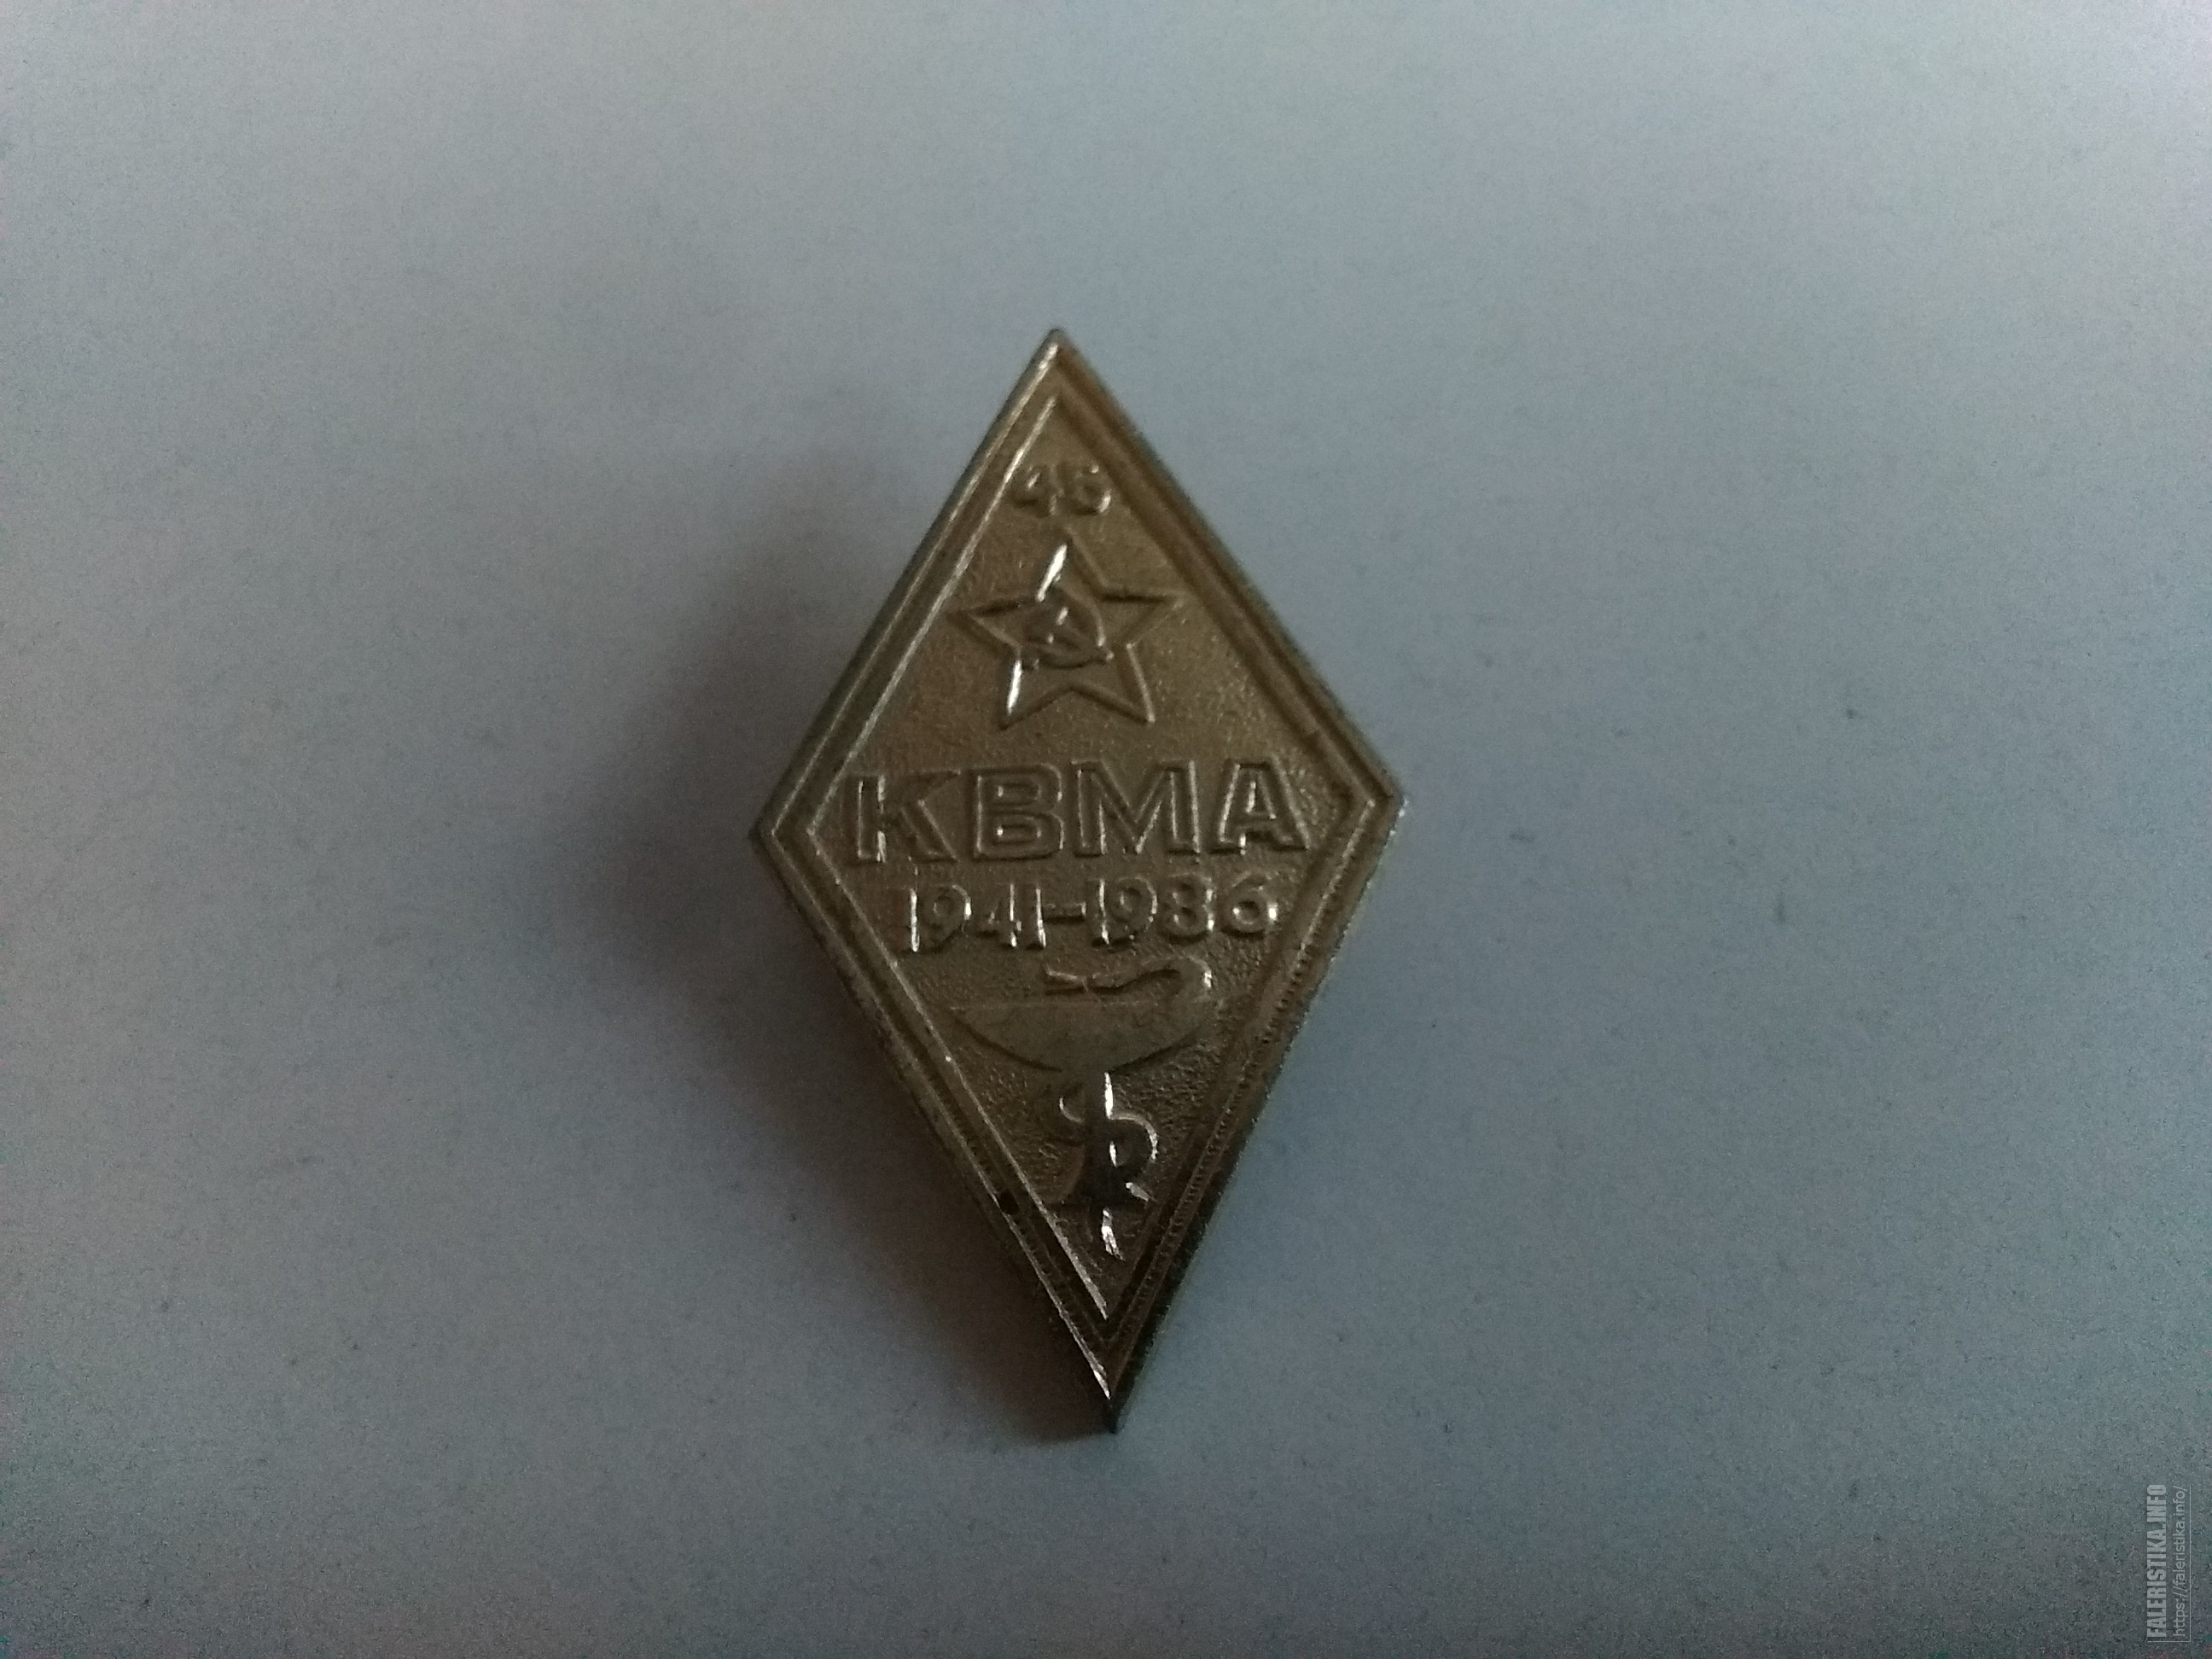 45
КВМА
1941-1986
FALERISTIKA.INFO
https://faleristika.info/